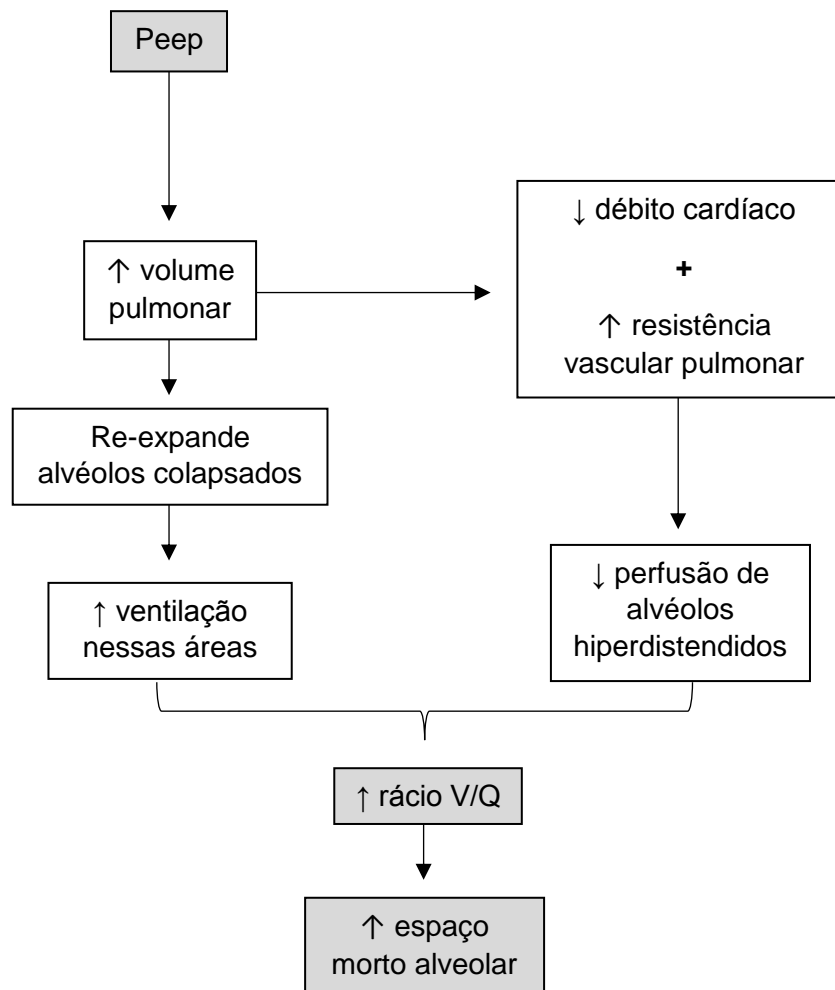 Peep
↑ volume
pulmonar
↓ débito cardíaco
+
↑ resistência
vascular pulmonar
Re-expande
alvéolos colapsados
↑ ventilação
nessas áreas
↓ perfusão de
alvéolos
hiperdistendidos
↑ rácio V/Q
↑ espaço
morto alveolar